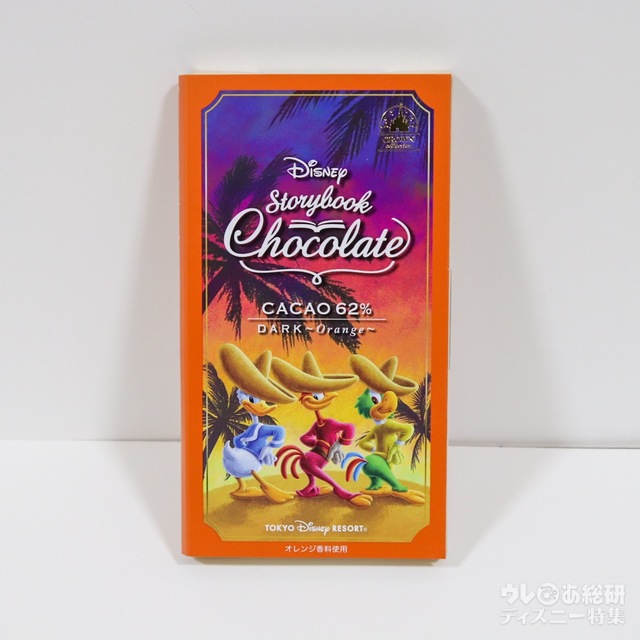 Disney
Storybook
Chocolate
CACAO 62%
DARK~Orange~
TOKYO Disney RESORT®
オレンジ香料使用
ウレぴあ総研
ディズニー特集